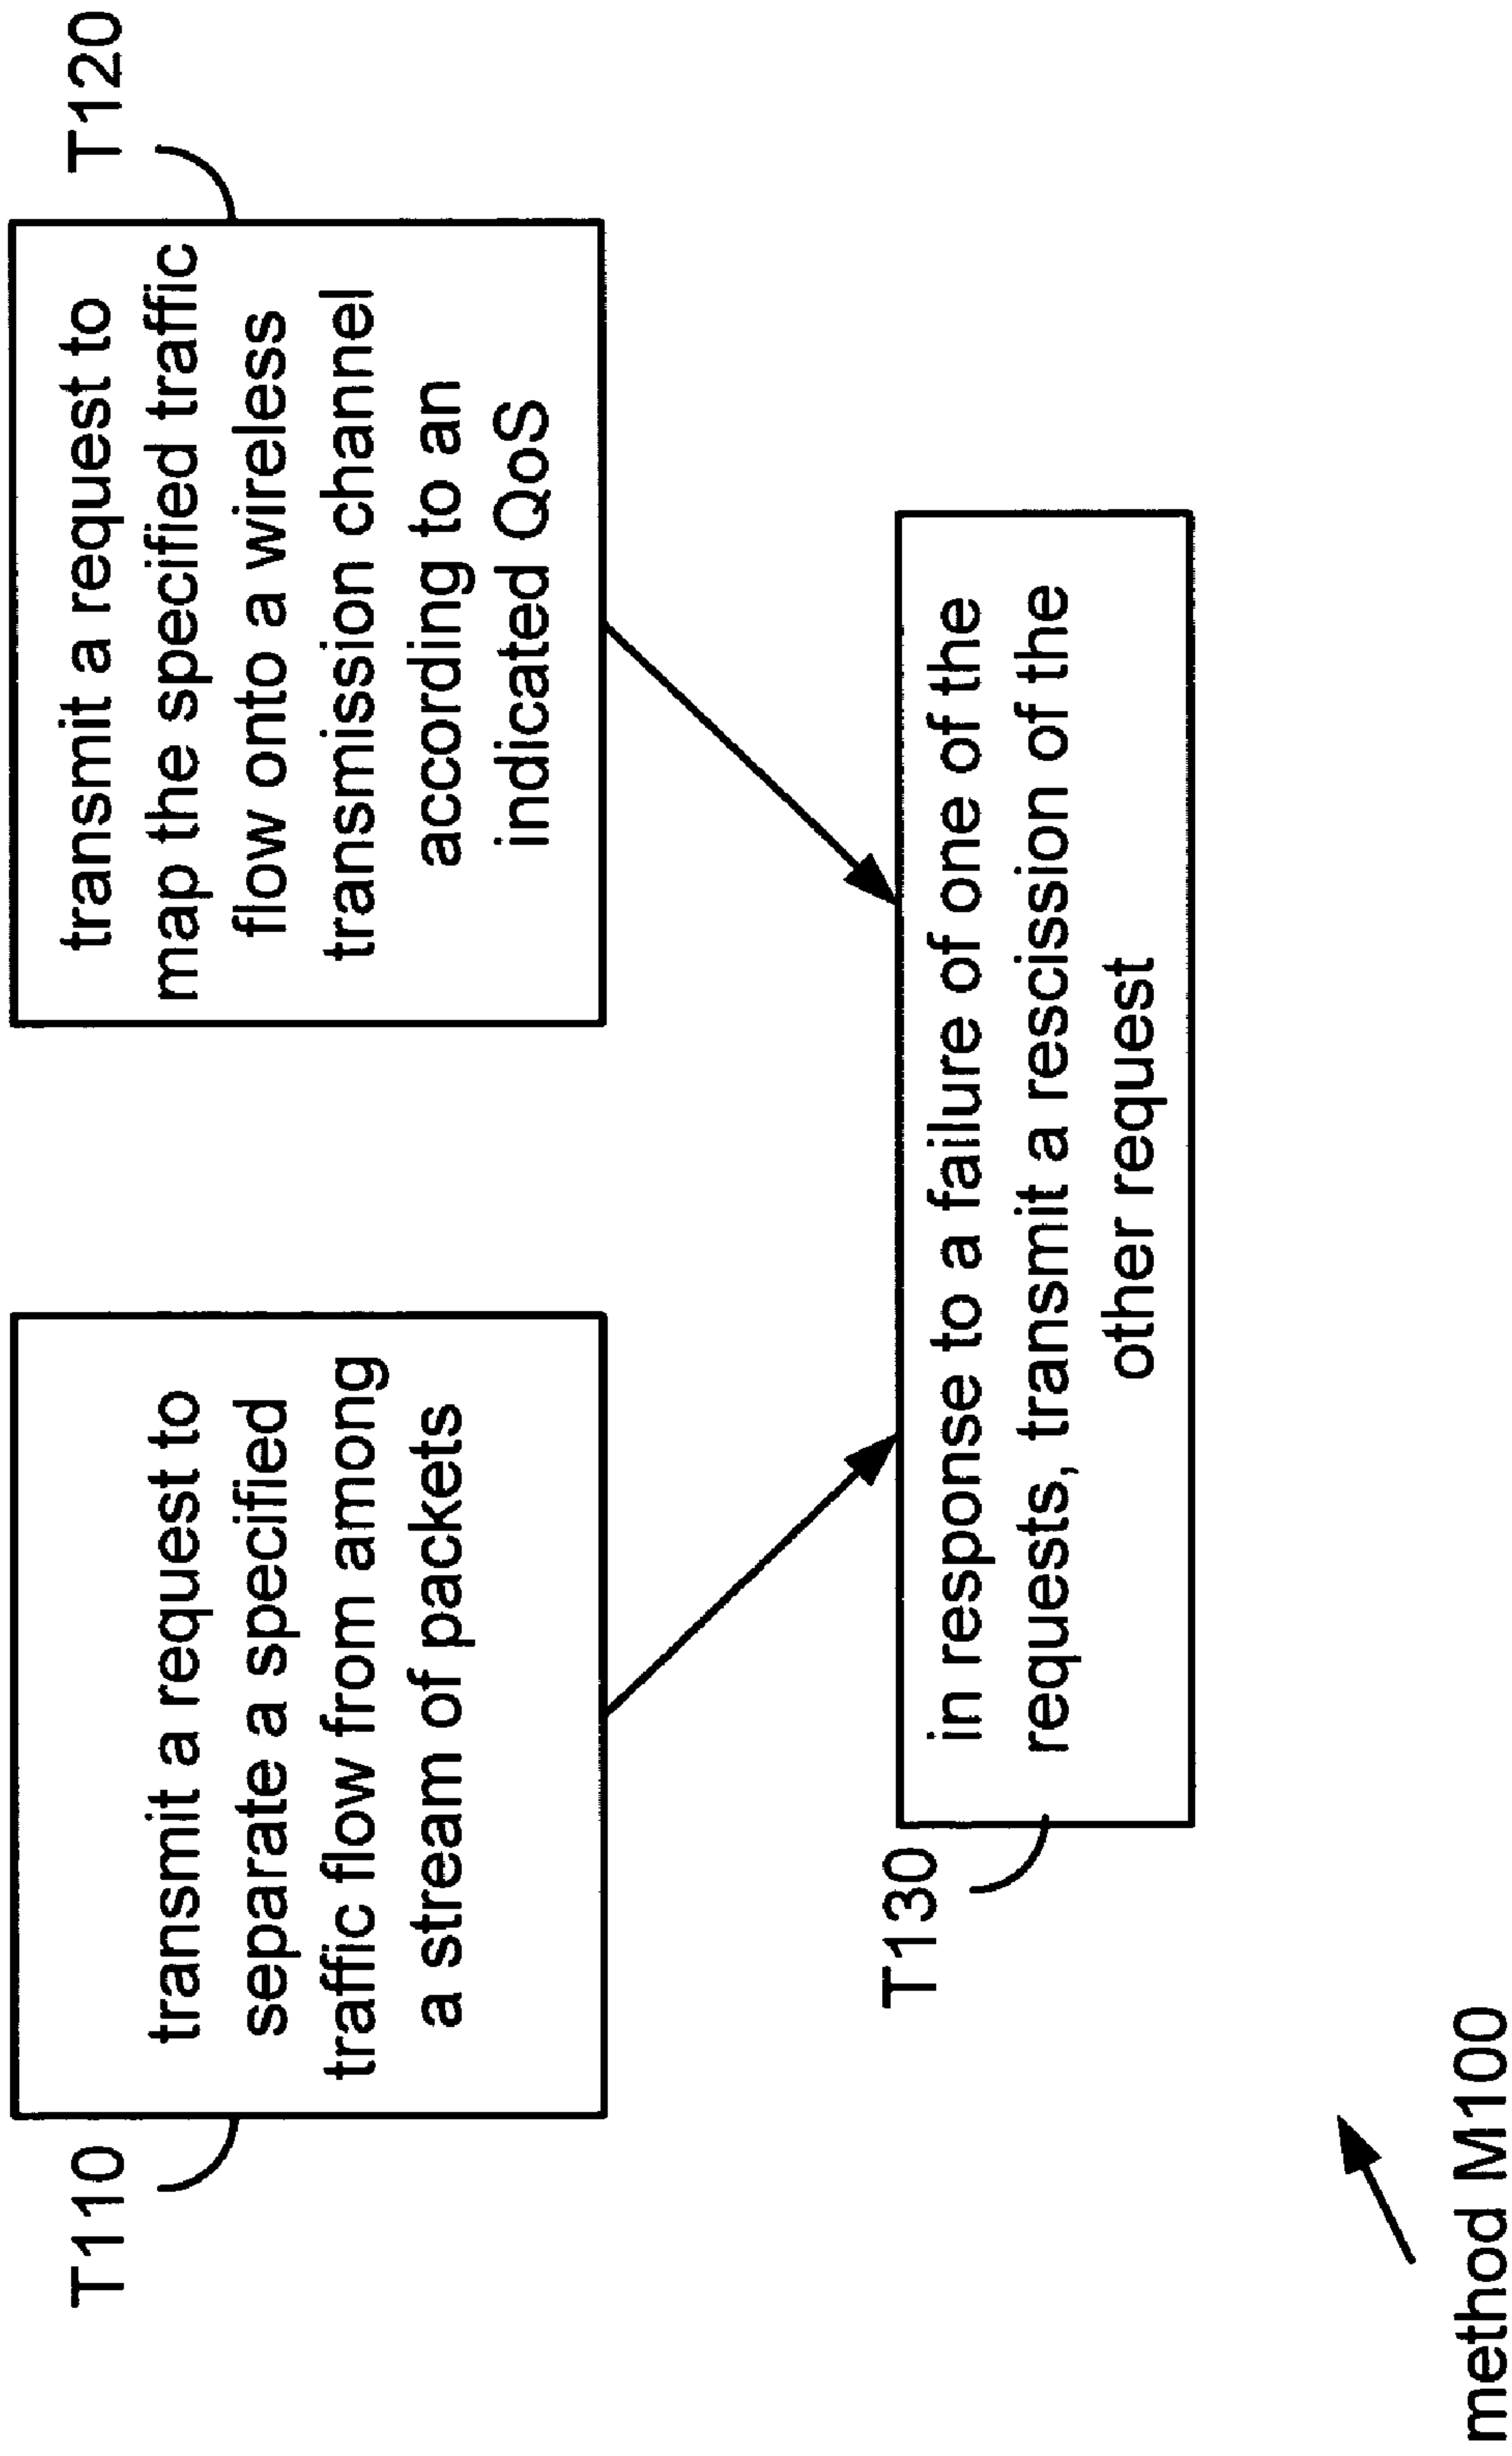 T110
transmit a request to
separate a specified
traffic flow from among
a stream of packets
T120
transmit a request to
map the specified traffic
flow onto a wireless
transmission channel
according to an
indicated QoS
T130
in response to a failure of one of the
requests, transmit a rescission of the
other request
method M100